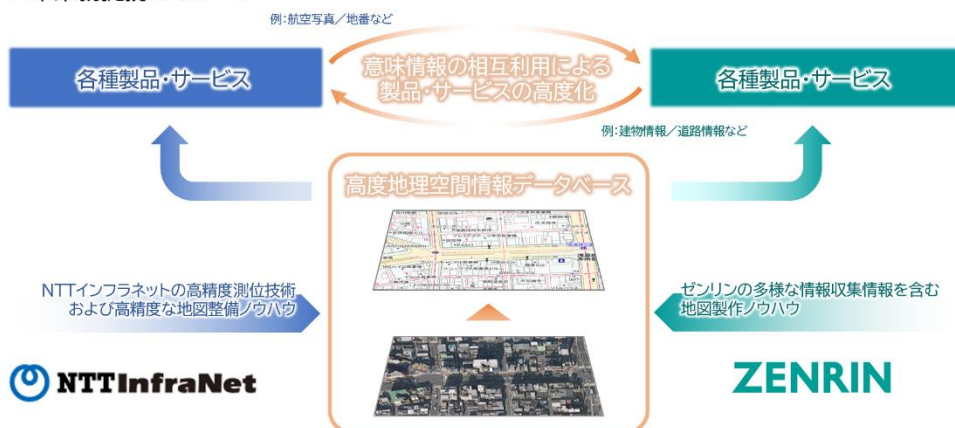 例：航空写真／地番など
各種製品・サービス
意味情報の相互利用による
製品・サービスの高度化
各種製品・サービス
例：建物情報／道路情報など
高度地理空間情報データベース
NTTインフラネットの高精度測位技術
および高精度な地図整備ノウハウ
ゼンリンの多様な情報収集情報を含む
地図製作ノウハウ
NTTInfraNet
ZENRIN